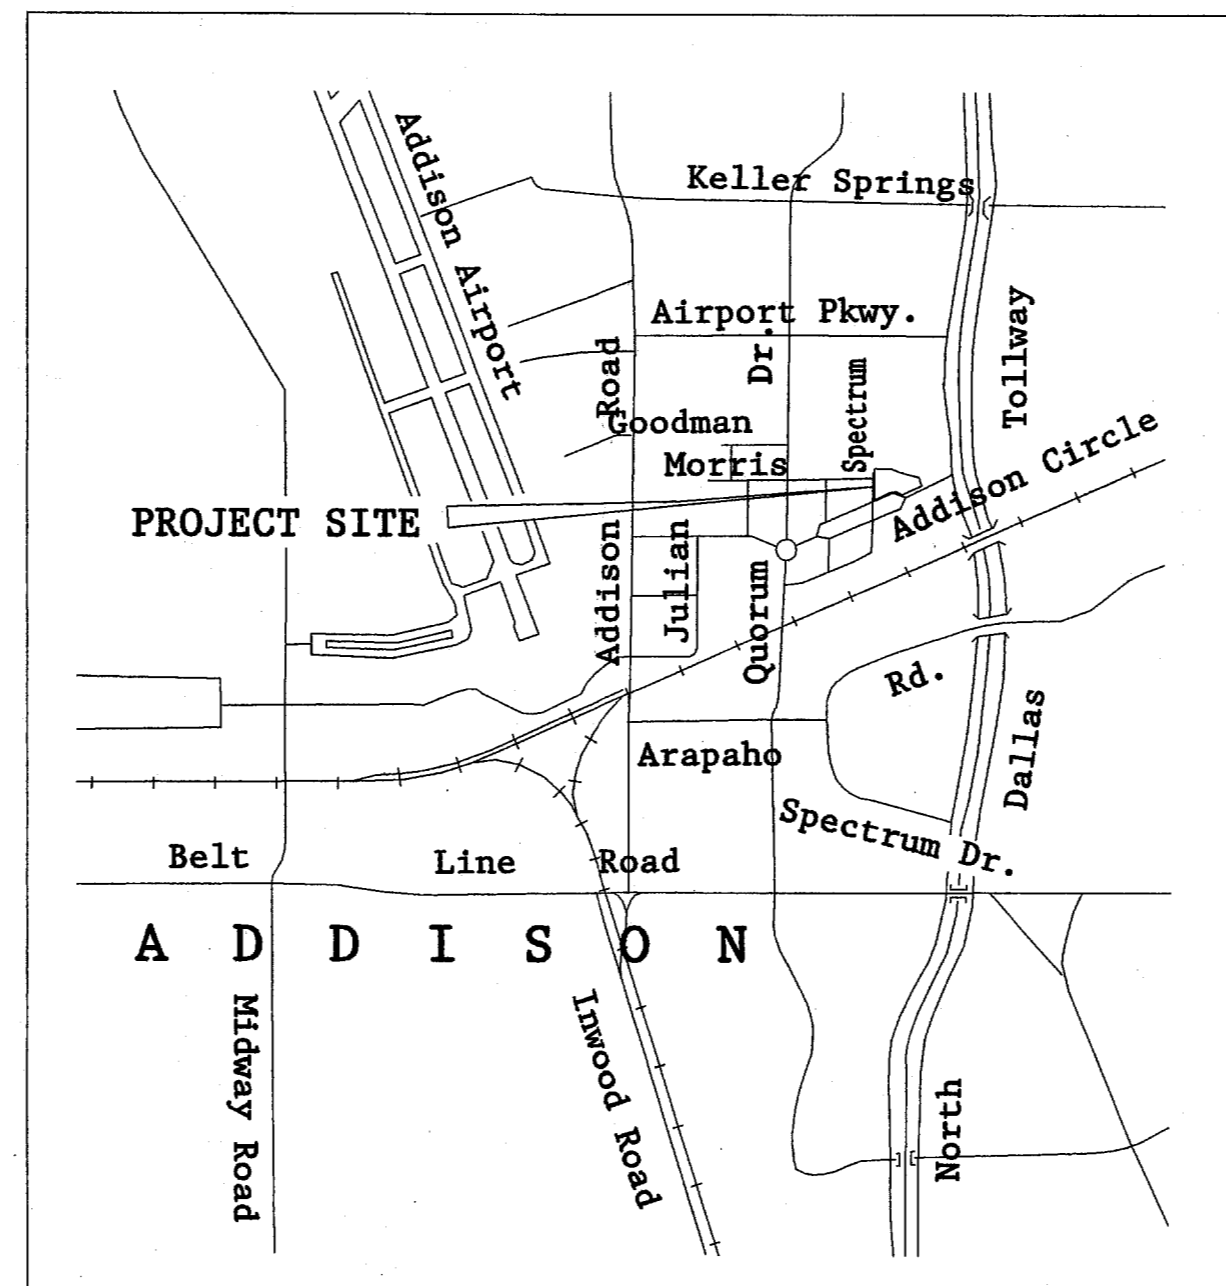 Addison Airport
Keller Springs
Airport Pkwy.
Tollway
Dr.
Road
Spectrum
Goodman
Morris
Addison Circle
PROJECT SITE
Addison
Julian
Quorum
Rd.
Arapaho
Dallas
Spectrum Dr.
Belt Line Road
ADDISON
Midway Road
Inwood Road
North